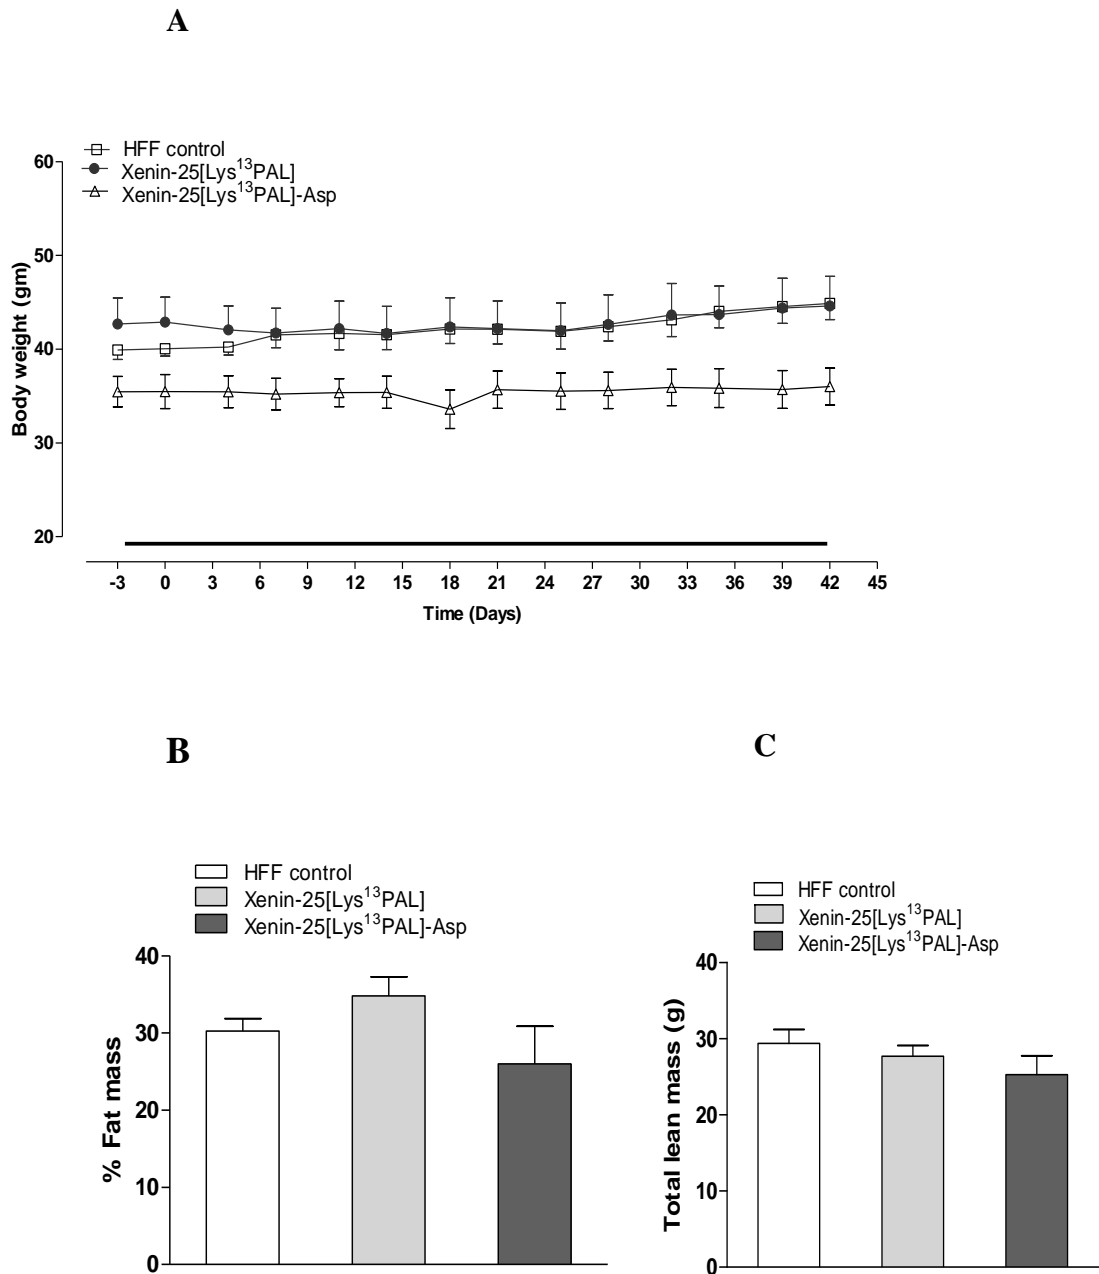 A
HFF control
Xenin-25[Lys¹³PAL]
Xenin-25[Lys¹³PAL]-Asp
60
50
40
30
20
Body weight (gm)
-3 0 3 6 9 12 15 18 21 24 27 30 33 36 39 42 45
Time (Days)
B
HFF control
Xenin-25[Lys¹³PAL]
Xenin-25[Lys¹³PAL]-Asp
40
30
20
10
0
% Fat mass
C
HFF control
Xenin-25[Lys¹³PAL]
Xenin-25[Lys¹³PAL]-Asp
40
30
20
10
0
Total lean mass (g)